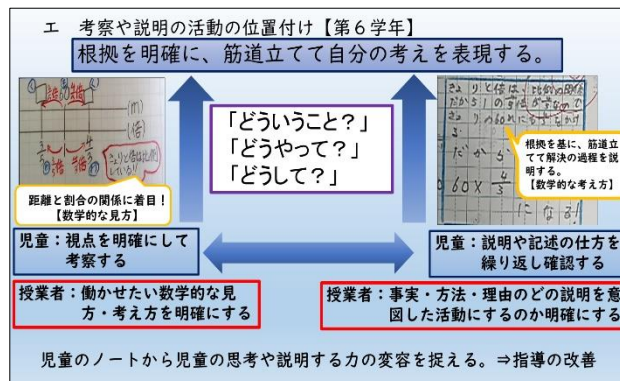 エ 考察や説明の活動の位置付け【第6学年】
根拠を明確に、筋道立てて自分の考えを表現する。
(m)
(倍)
距離と割合の関係に着目！
【数学的な見方】
「どういうこと？」
「どうやって？」
「どうして？」
だから
60×4/3
になる！
根拠を基に、筋道立
てて解決の過程を説
明する。
【数学的な考え方】
児童：視点を明確にして
考察する
児童：説明や記述の仕方を
繰り返し確認する
授業者：働かせたい数学的な見
方・考え方を明確にする
授業者：事実・方法・理由のどの説明を意
図した活動にするのか明確にする
児童のノートから児童の思考や説明する力の変容を捉える。⇒指導の改善